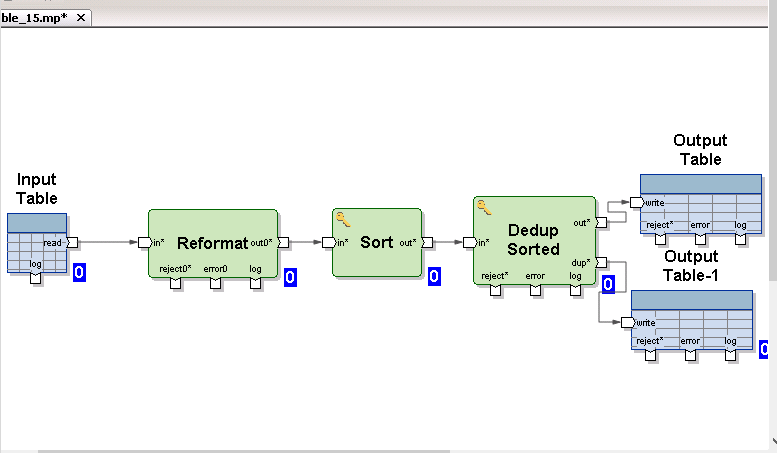 ble_15.mp* ✕
Input
Table
read
log
0
Reformat
in*
out0*
reject0*
error0
log
0
Sort
in*
out*
0
Dedup
Sorted
in*
out*
dup*
reject*
error
log
0
Output
Table
write
reject*
error
log
Output
Table-1
write
reject*
error
log
0